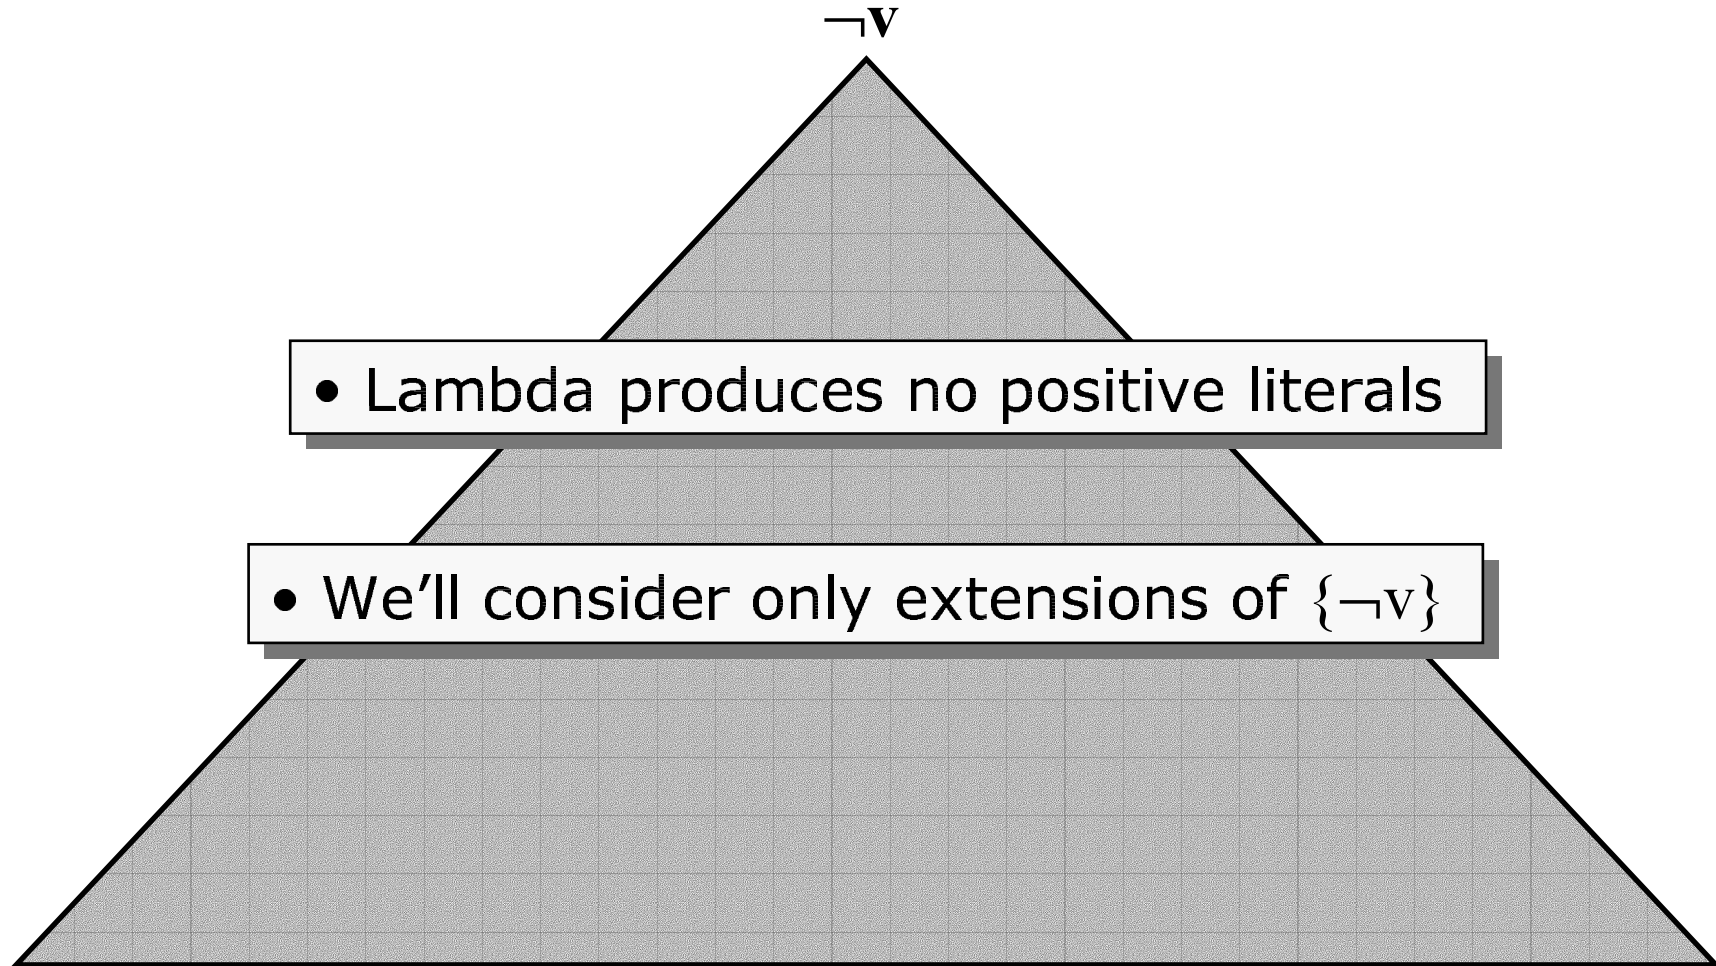 ¬v
• Lambda produces no positive literals
• We’ll consider only extensions of {¬v}